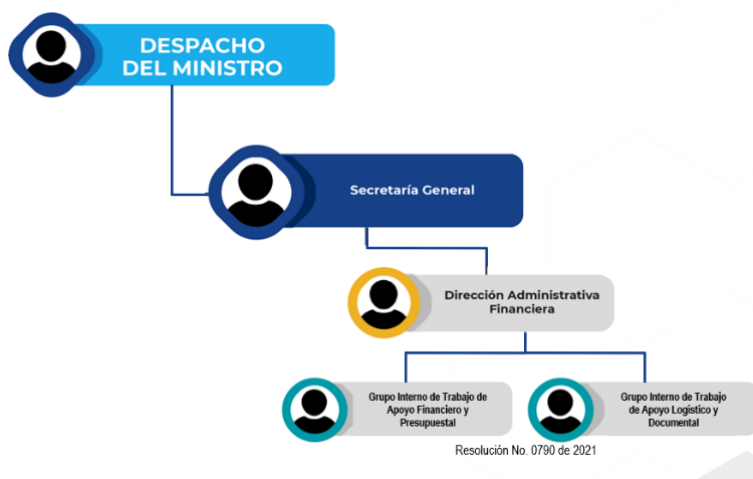 DESPACHO
DEL MINISTRO
Secretaría General
Dirección Administrativa
Financiera
Grupo Interno de Trabajo de
Apoyo Financiero y
Presupuestal
Grupo Interno de Trabajo
de Apoyo Logístico y
Documental
Resolución No. 0790 de 2021